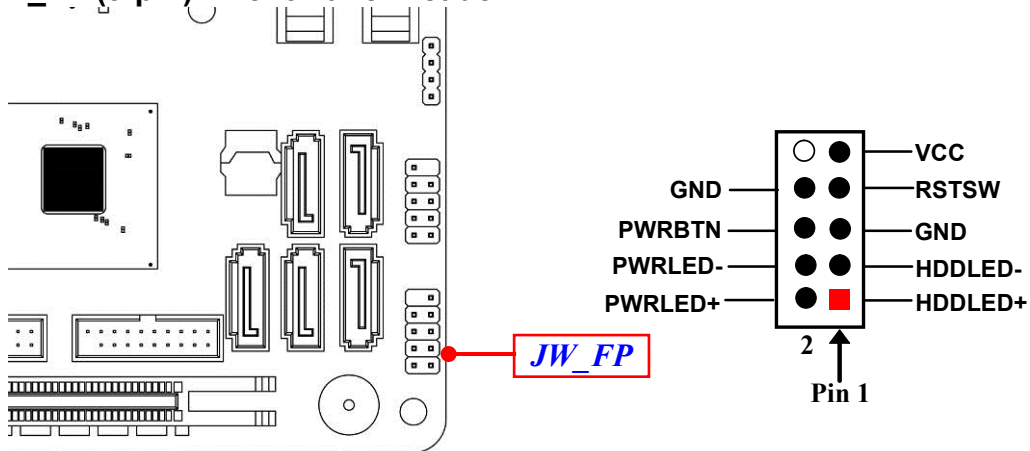 VCC
GND
RSTSW
PWRBTN
GND
PWRLED-
HDDLED-
PWRLED+
HDDLED+
2
JW_FP
Pin 1